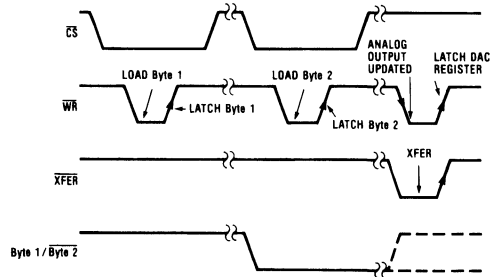 CS
ANALOG
OUTPUT
UPDATED
LATCH DAC
REGISTER
LOAD Byte 1
LOAD Byte 2
WR
LATCH Byte 1
LATCH Byte 2
XFER
XFER
Byte 1/Byte 2